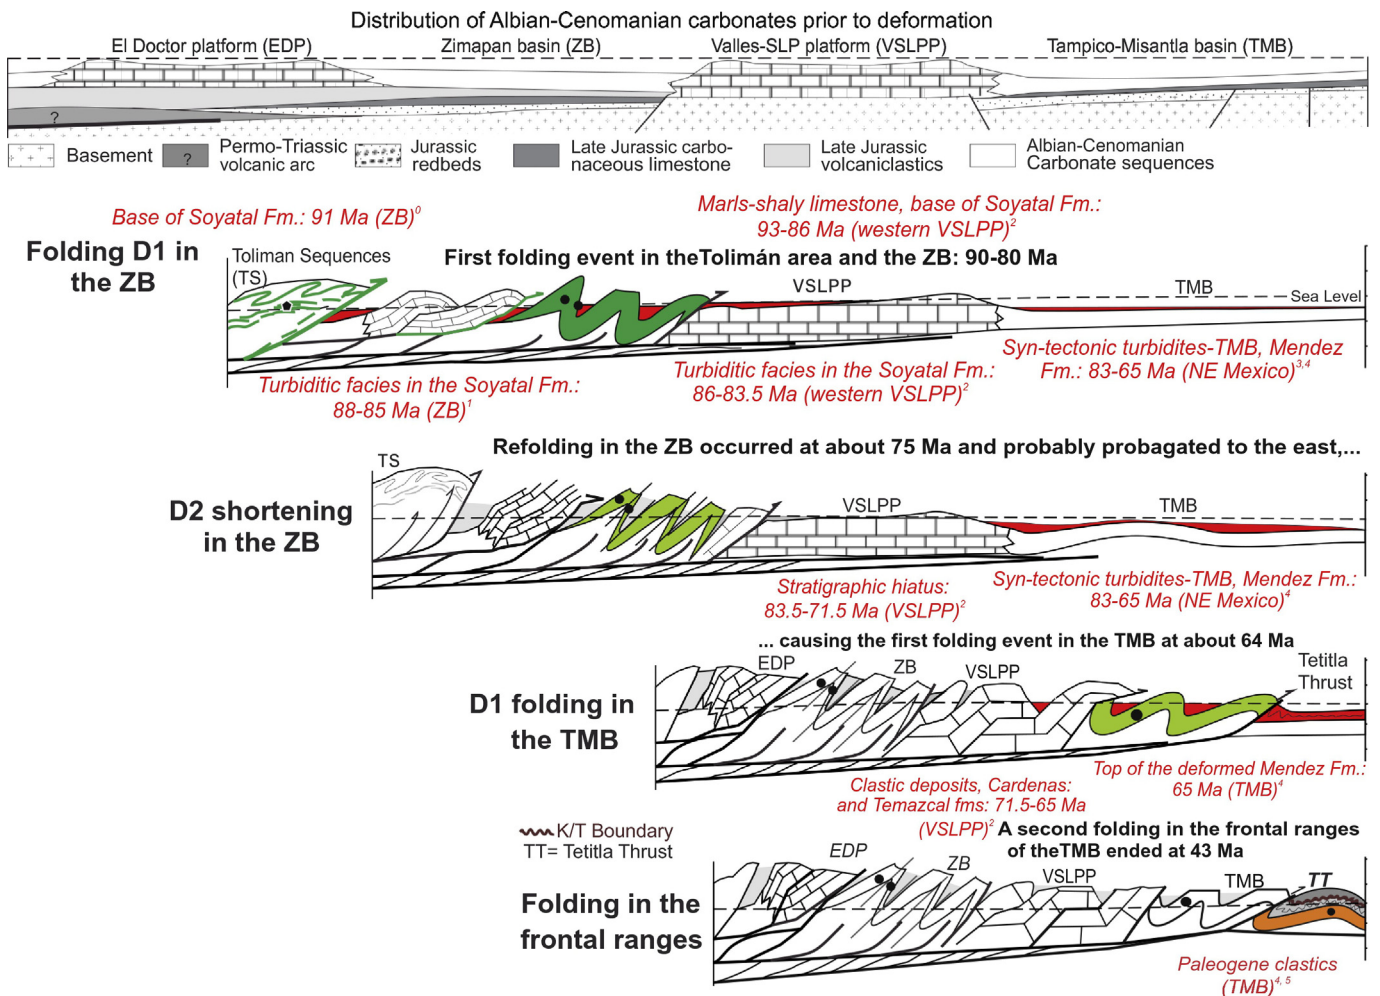 Distribution of Albian-Cenomanian carbonates prior to deformation
El Doctor platform (EDP)
Zimapan basin (ZB)
Valles-SLP platform (VSLPP)
Tampico-Misantla basin (TMB)
?
Basement
?
Permo-Triassic
volcanic arc
Jurassic
redbeds
Late Jurassic carbo-
naceous limestone
Late Jurassic
volcaniclastics
Albian-Cenomanian
Carbonate sequences
Base of Soyatal Fm.: 91 Ma (ZB)0
Marls-shaly limestone, base of Soyatal Fm.:
93-86 Ma (western VSLPP)2
Folding D1 in
the ZB
Toliman Sequences
(TS)
First folding event in theTolimán area and the ZB: 90-80 Ma
VSLPP
TMB
Sea Level
Turbiditic facies in the Soyatal Fm.:
88-85 Ma (ZB)1
Turbiditic facies in the Soyatal Fm.:
86-83.5 Ma (western VSLPP)2
Syn-tectonic turbidites-TMB, Mendez
Fm.: 83-65 Ma (NE Mexico)3,4
Refolding in the ZB occurred at about 75 Ma and probably probagated to the east,...
TS
D2 shortening
in the ZB
VSLPP
TMB
Stratigraphic hiatus:
83.5-71.5 Ma (VSLPP)2
Syn-tectonic turbidites-TMB, Mendez Fm.:
83-65 Ma (NE Mexico)4
... causing the first folding event in the TMB at about 64 Ma
D1 folding in
the TMB
EDP
ZB
VSLPP
Tetitla
Thrust
Clastic deposits, Cardenas:
and Temazcal fms: 71.5-65 Ma
(VSLPP)2
Top of the deformed Mendez Fm.:
65 Ma (TMB)4
K/T Boundary
TT= Tetitla Thrust
A second folding in the frontal ranges
of theTMB ended at 43 Ma
Folding in the
frontal ranges
EDP
ZB
VSLPP
TMB
TT
Paleogene clastics
(TMB)4, 5